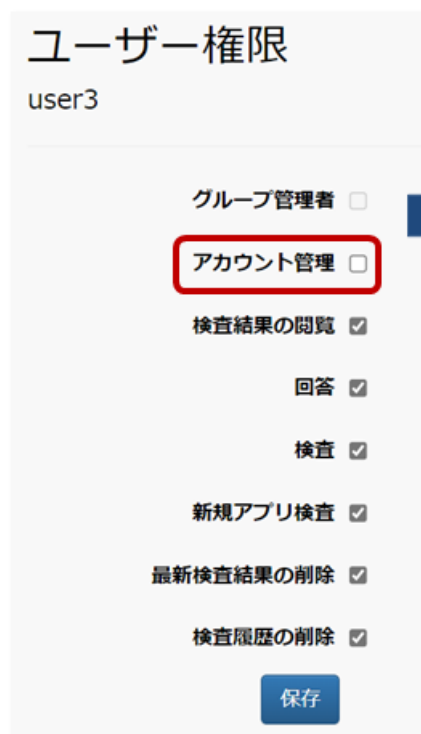 ユーザー権限
user3
グループ管理者
アカウント管理
検査結果の閲覧
回答
検査
新規アプリ検査
最新検査結果の削除
検査履歴の削除
保存